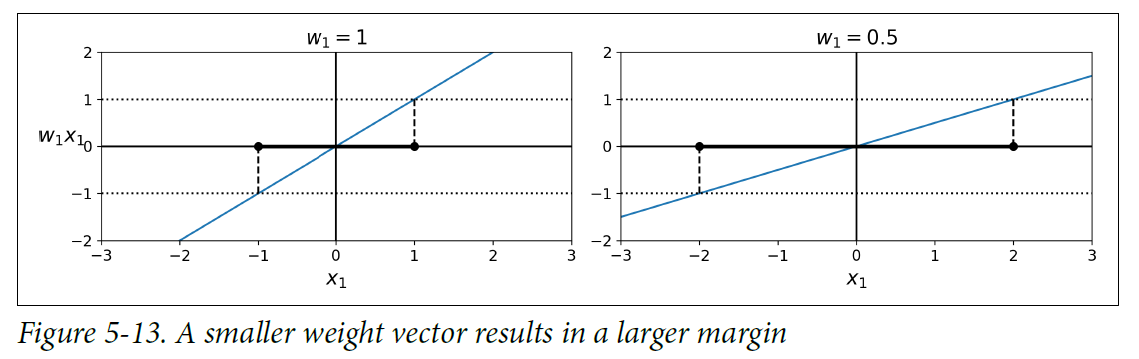 w₁ = 1
w₁ = 0.5
2
1
w₁x₁
0
−1
−2
−3 −2 −1 0 1 2 3
x₁
2
1
0
−1
−2
−3 −2 −1 0 1 2 3
x₁
Figure 5-13. A smaller weight vector results in a larger margin